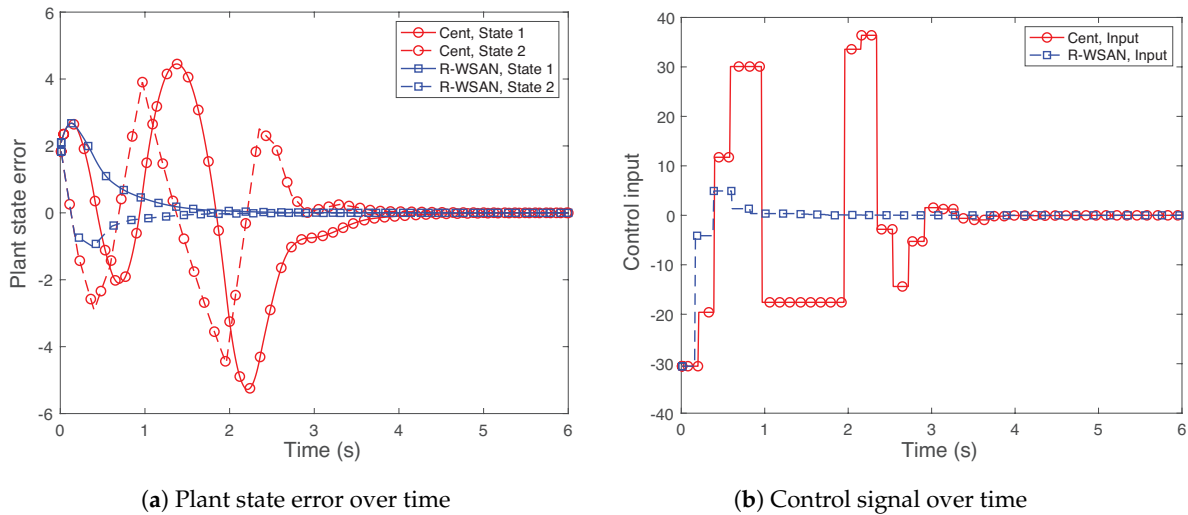 6
4
2
0
-2
-4
-6
Plant state error
0
1
2
3
4
5
6
Time (s)
Cent, State 1
Cent, State 2
R-WSAN, State 1
R-WSAN, State 2
(a) Plant state error over time
40
30
20
10
0
-10
-20
-30
-40
Control input
0
1
2
3
4
5
6
Time (s)
Cent, Input
R-WSAN, Input
(b) Control signal over time